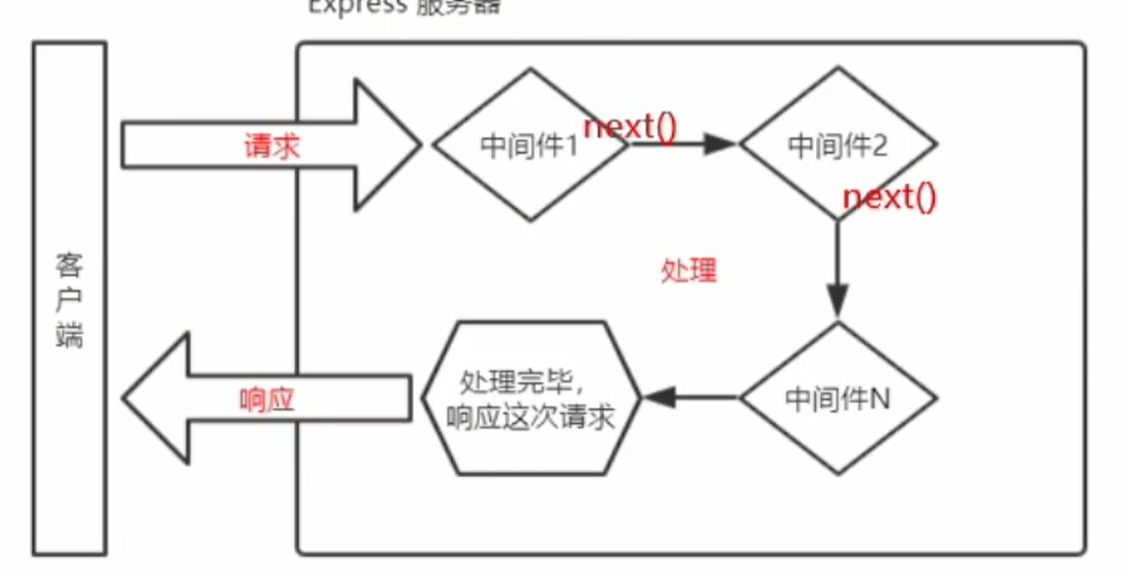 Express 服务器
请求
中间件1
next()
中间件2
next()
客户端
处理
响应
处理完毕，
响应这次请求
中间件N